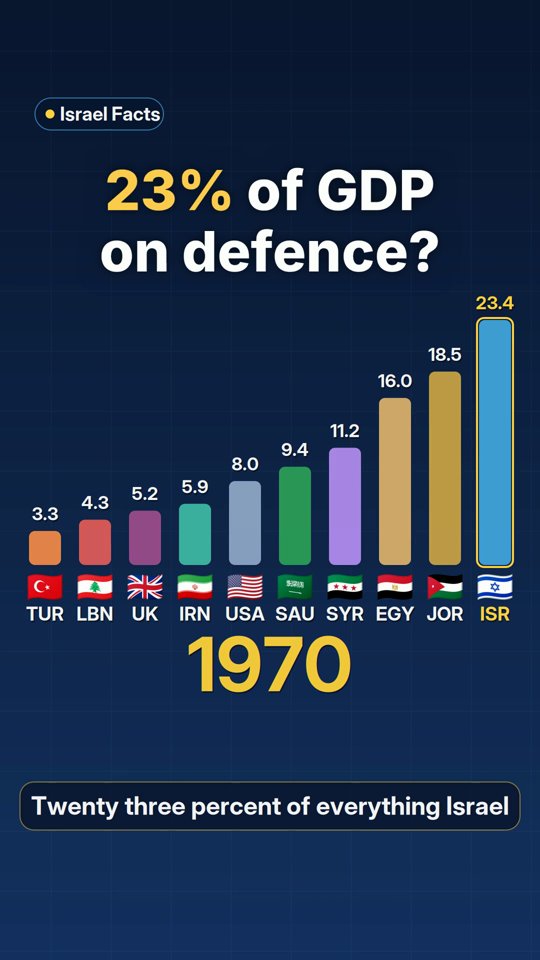 Israel Facts
23% of GDP
on defence?
23.4
18.5
16.0
11.2
9.4
8.0
5.9
5.2
4.3
3.3
TUR LBN UK IRN USA SAU SYR EGY JOR ISR
1970
Twenty three percent of everything Israel